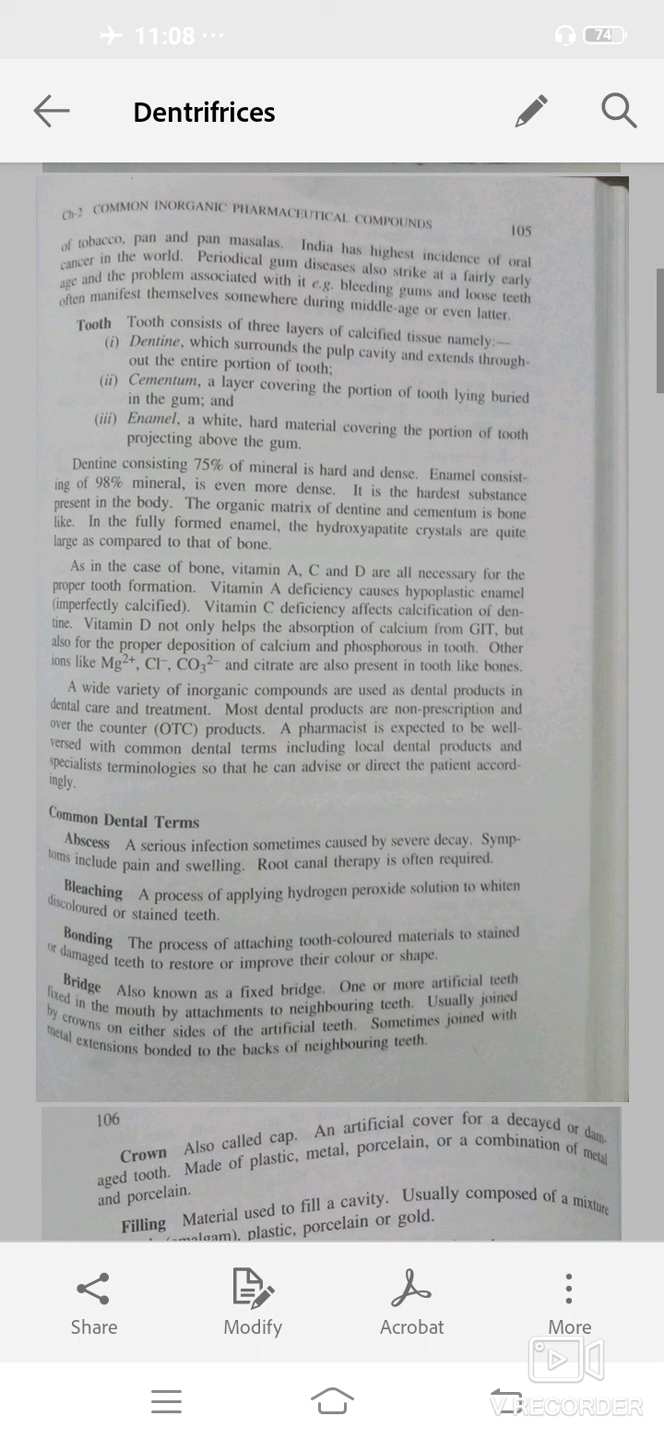 11:08 ...
74
Dentrifrices
Ch-2 COMMON INORGANIC PHARMACEUTICAL COMPOUNDS 105
of tobacco, pan and pan masalas. India has highest incidence of oral
cancer in the world. Periodical gum diseases also strike at a fairly early
age and the problem associated with it e.g. bleeding gums and loose teeth
often manifest themselves somewhere during middle-age or even latter.
Tooth Tooth consists of three layers of calcified tissue namely:—
(i) Dentine, which surrounds the pulp cavity and extends through-
out the entire portion of tooth;
(ii) Cementum, a layer covering the portion of tooth lying buried
in the gum; and
(iii) Enamel, a white, hard material covering the portion of tooth
projecting above the gum.
Dentine consisting 75% of mineral is hard and dense. Enamel consist-
ing of 98% mineral, is even more dense. It is the hardest substance
present in the body. The organic matrix of dentine and cementum is bone
like. In the fully formed enamel, the hydroxyapatite crystals are quite
large as compared to that of bone.
As in the case of bone, vitamin A, C and D are all necessary for the
proper tooth formation. Vitamin A deficiency causes hypoplastic enamel
(imperfectly calcified). Vitamin C deficiency affects calcification of den-
tine. Vitamin D not only helps the absorption of calcium from GIT, but
also for the proper deposition of calcium and phosphorous in tooth. Other
ions like Mg²⁺, Cl⁻, CO₃²⁻ and citrate are also present in tooth like bones.
A wide variety of inorganic compounds are used as dental products in
dental care and treatment. Most dental products are non-prescription and
over the counter (OTC) products. A pharmacist is expected to be well-
versed with common dental terms including local dental products and
specialists terminologies so that he can advise or direct the patient accord-
ingly.
Common Dental Terms
Abscess A serious infection sometimes caused by severe decay. Symp-
toms include pain and swelling. Root canal therapy is often required.
Bleaching A process of applying hydrogen peroxide solution to whiten
discoloured or stained teeth.
Bonding The process of attaching tooth-coloured materials to stained
or damaged teeth to restore or improve their colour or shape.
Bridge Also known as a fixed bridge. One or more artificial teeth
fixed in the mouth by attachments to neighbouring teeth. Usually joined
by crowns on either sides of the artificial teeth. Sometimes joined with
metal extensions bonded to the backs of neighbouring teeth.
106
Crown Also called cap. An artificial cover for a decayed or dam-
aged tooth. Made of plastic, metal, porcelain, or a combination of metal
and porcelain.
Filling Material used to fill a cavity. Usually composed of a mixture
plastic, porcelain or gold.
Share Modify Acrobat More
V RECORDER